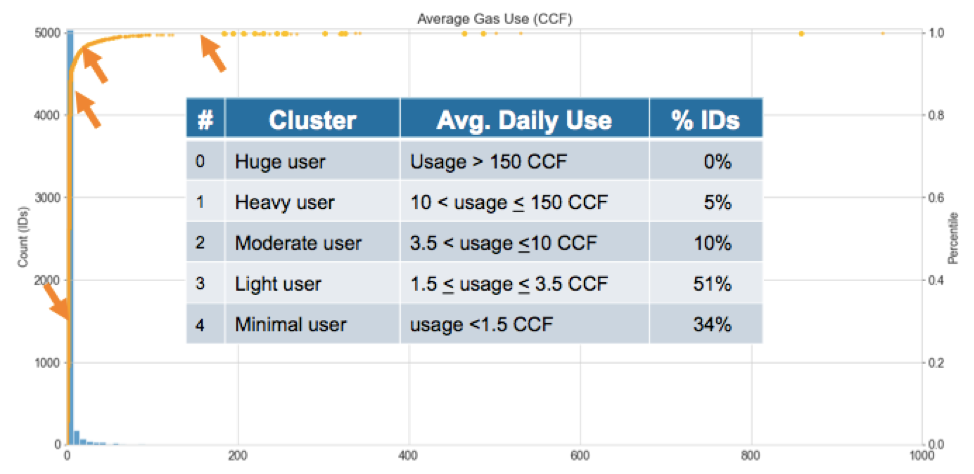 Average Gas Use (CCF)
5000
4000
3000
2000
1000
0
Count (IDs)
# Cluster Avg. Daily Use % IDs
0 Huge user Usage > 150 CCF 0%
1 Heavy user 10 < usage ≤ 150 CCF 5%
2 Moderate user 3.5 < usage ≤10 CCF 10%
3 Light user 1.5 ≤ usage ≤ 3.5 CCF 51%
4 Minimal user usage <1.5 CCF 34%
1.0
0.8
0.6
0.4
0.2
0.0
Percentile
0 200 400 600 800 1000